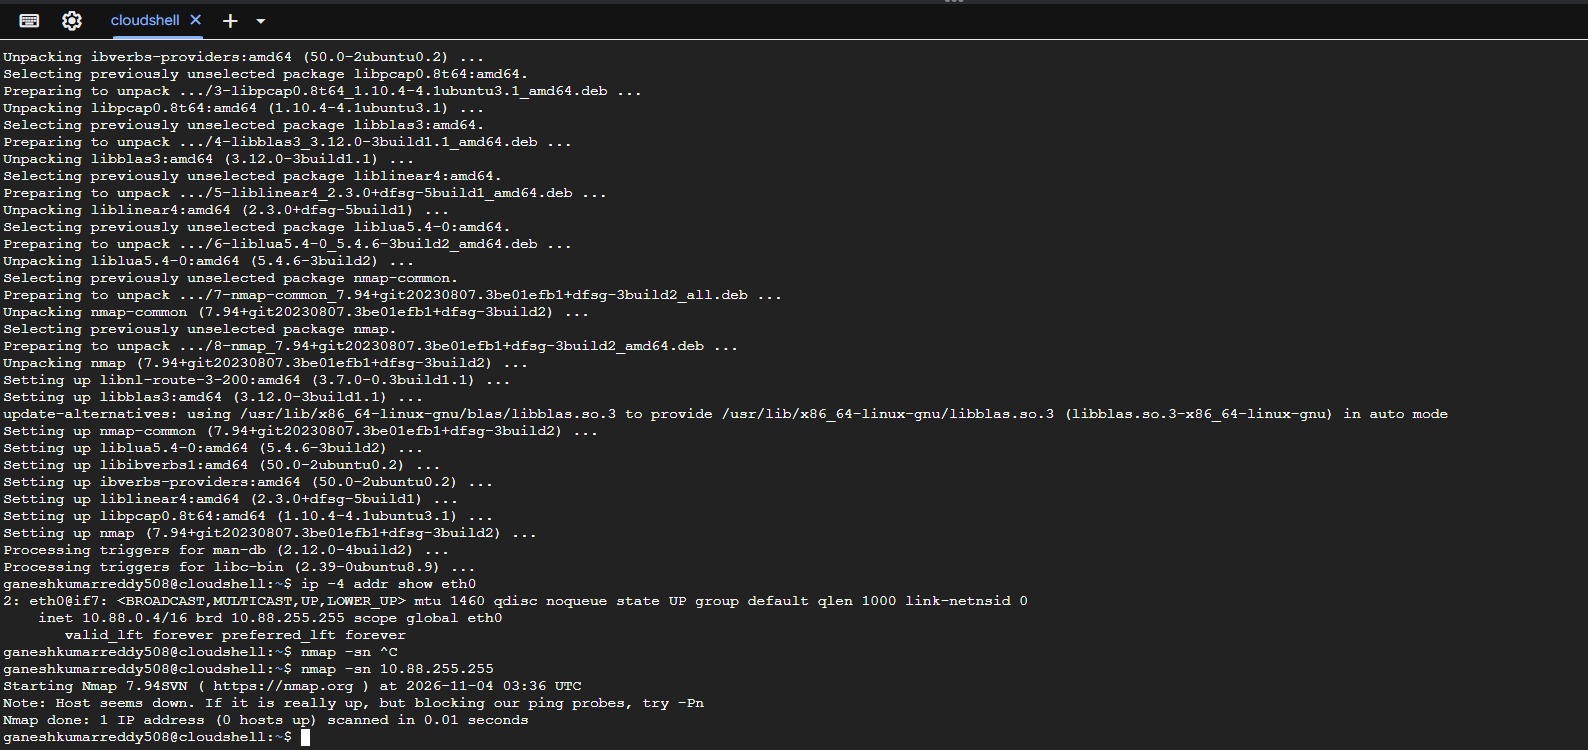 cloudshell
Unpacking ibverbs-providers:amd64 (50.0-2ubuntu0.2) ...
Selecting previously unselected package libpcap0.8t64:amd64.
Preparing to unpack .../3-libpcap0.8t64_1.10.4-4.1ubuntu3.1_amd64.deb ...
Unpacking libpcap0.8t64:amd64 (1.10.4-4.1ubuntu3.1) ...
Selecting previously unselected package libblas3:amd64.
Preparing to unpack .../4-libblas3_3.12.0-3build1.1_amd64.deb ...
Unpacking libblas3:amd64 (3.12.0-3build1.1) ...
Selecting previously unselected package liblinear4:amd64.
Preparing to unpack .../5-liblinear4_2.3.0+dfsg-5build1_amd64.deb ...
Unpacking liblinear4:amd64 (2.3.0+dfsg-5build1) ...
Selecting previously unselected package liblua5.4-0:amd64.
Preparing to unpack .../6-liblua5.4-0_5.4.6-3build2_amd64.deb ...
Unpacking liblua5.4-0:amd64 (5.4.6-3build2) ...
Selecting previously unselected package nmap-common.
Preparing to unpack .../7-nmap-common_7.94+git20230807.3be01efb1+dfsg-3build2_all.deb ...
Unpacking nmap-common (7.94+git20230807.3be01efb1+dfsg-3build2) ...
Selecting previously unselected package nmap.
Preparing to unpack .../8-nmap_7.94+git20230807.3be01efb1+dfsg-3build2_amd64.deb ...
Unpacking nmap (7.94+git20230807.3be01efb1+dfsg-3build2) ...
Setting up libnl-route-3-200:amd64 (3.7.0-0.3build1.1) ...
Setting up libblas3:amd64 (3.12.0-3build1.1) ...
update-alternatives: using /usr/lib/x86_64-linux-gnu/blas/libblas.so.3 to provide /usr/lib/x86_64-linux-gnu/libblas.so.3 (libblas.so.3-x86_64-linux-gnu) in auto mode
Setting up nmap-common (7.94+git20230807.3be01efb1+dfsg-3build2) ...
Setting up liblua5.4-0:amd64 (5.4.6-3build2) ...
Setting up libibverbs1:amd64 (50.0-2ubuntu0.2) ...
Setting up ibverbs-providers:amd64 (50.0-2ubuntu0.2) ...
Setting up liblinear4:amd64 (2.3.0+dfsg-5build1) ...
Setting up libpcap0.8t64:amd64 (1.10.4-4.1ubuntu3.1) ...
Setting up nmap (7.94+git20230807.3be01efb1+dfsg-3build2) ...
Processing triggers for man-db (2.12.0-4build2) ...
Processing triggers for libc-bin (2.39-0ubuntu8.9) ...
ganeshkumarreddy508@cloudshell:~$ ip -4 addr show eth0
2: eth0@if7: <BROADCAST,MULTICAST,UP,LOWER_UP> mtu 1460 qdisc noqueue state UP group default qlen 1000 link-netnsid 0
    inet 10.88.0.4/16 brd 10.88.255.255 scope global eth0
       valid_lft forever preferred_lft forever
ganeshkumarreddy508@cloudshell:~$ nmap -sn ^C
ganeshkumarreddy508@cloudshell:~$ nmap -sn 10.88.255.255
Starting Nmap 7.94SVN ( https://nmap.org ) at 2026-11-04 03:36 UTC
Note: Host seems down. If it is really up, but blocking our ping probes, try -Pn
Nmap done: 1 IP address (0 hosts up) scanned in 0.01 seconds
ganeshkumarreddy508@cloudshell:~$